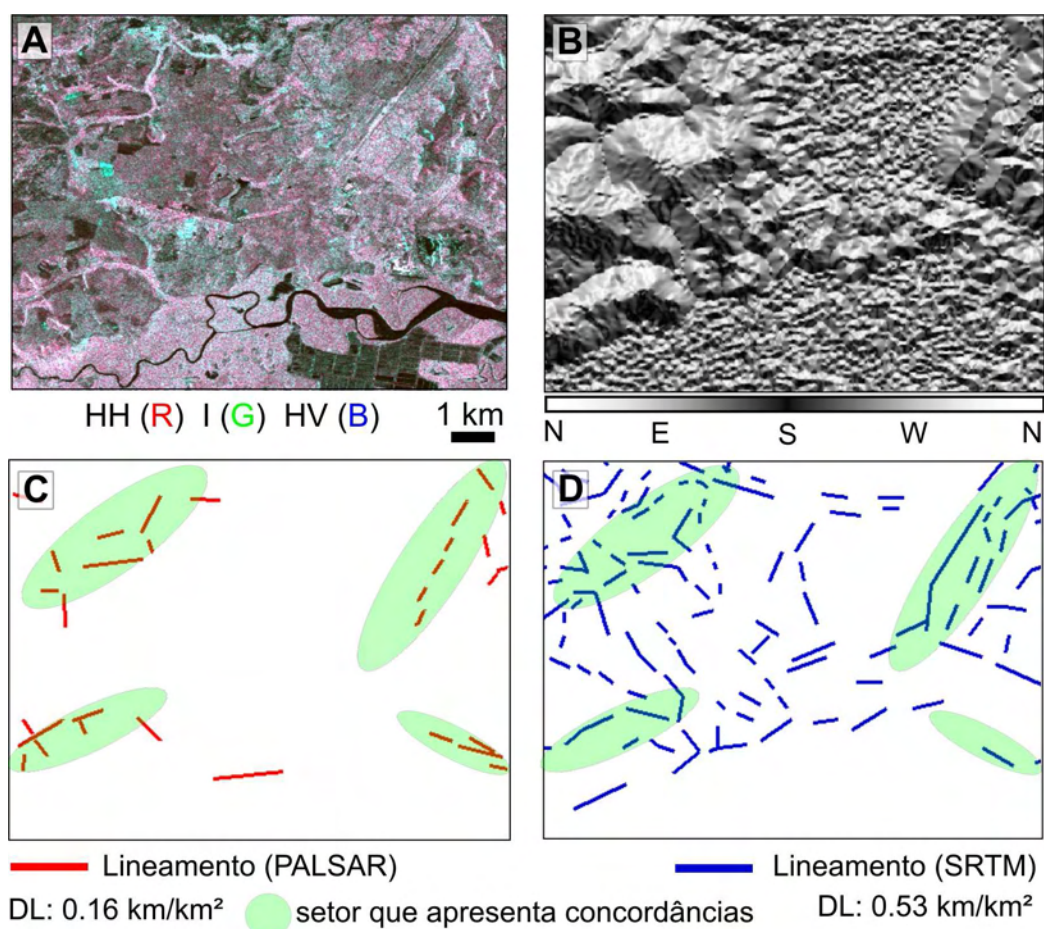 A
B
HH (R) I (G) HV (B) 1 km
N E S W N
C
D
Lineamento (PALSAR) Lineamento (SRTM)
DL: 0.16 km/km² setor que apresenta concordâncias DL: 0.53 km/km²